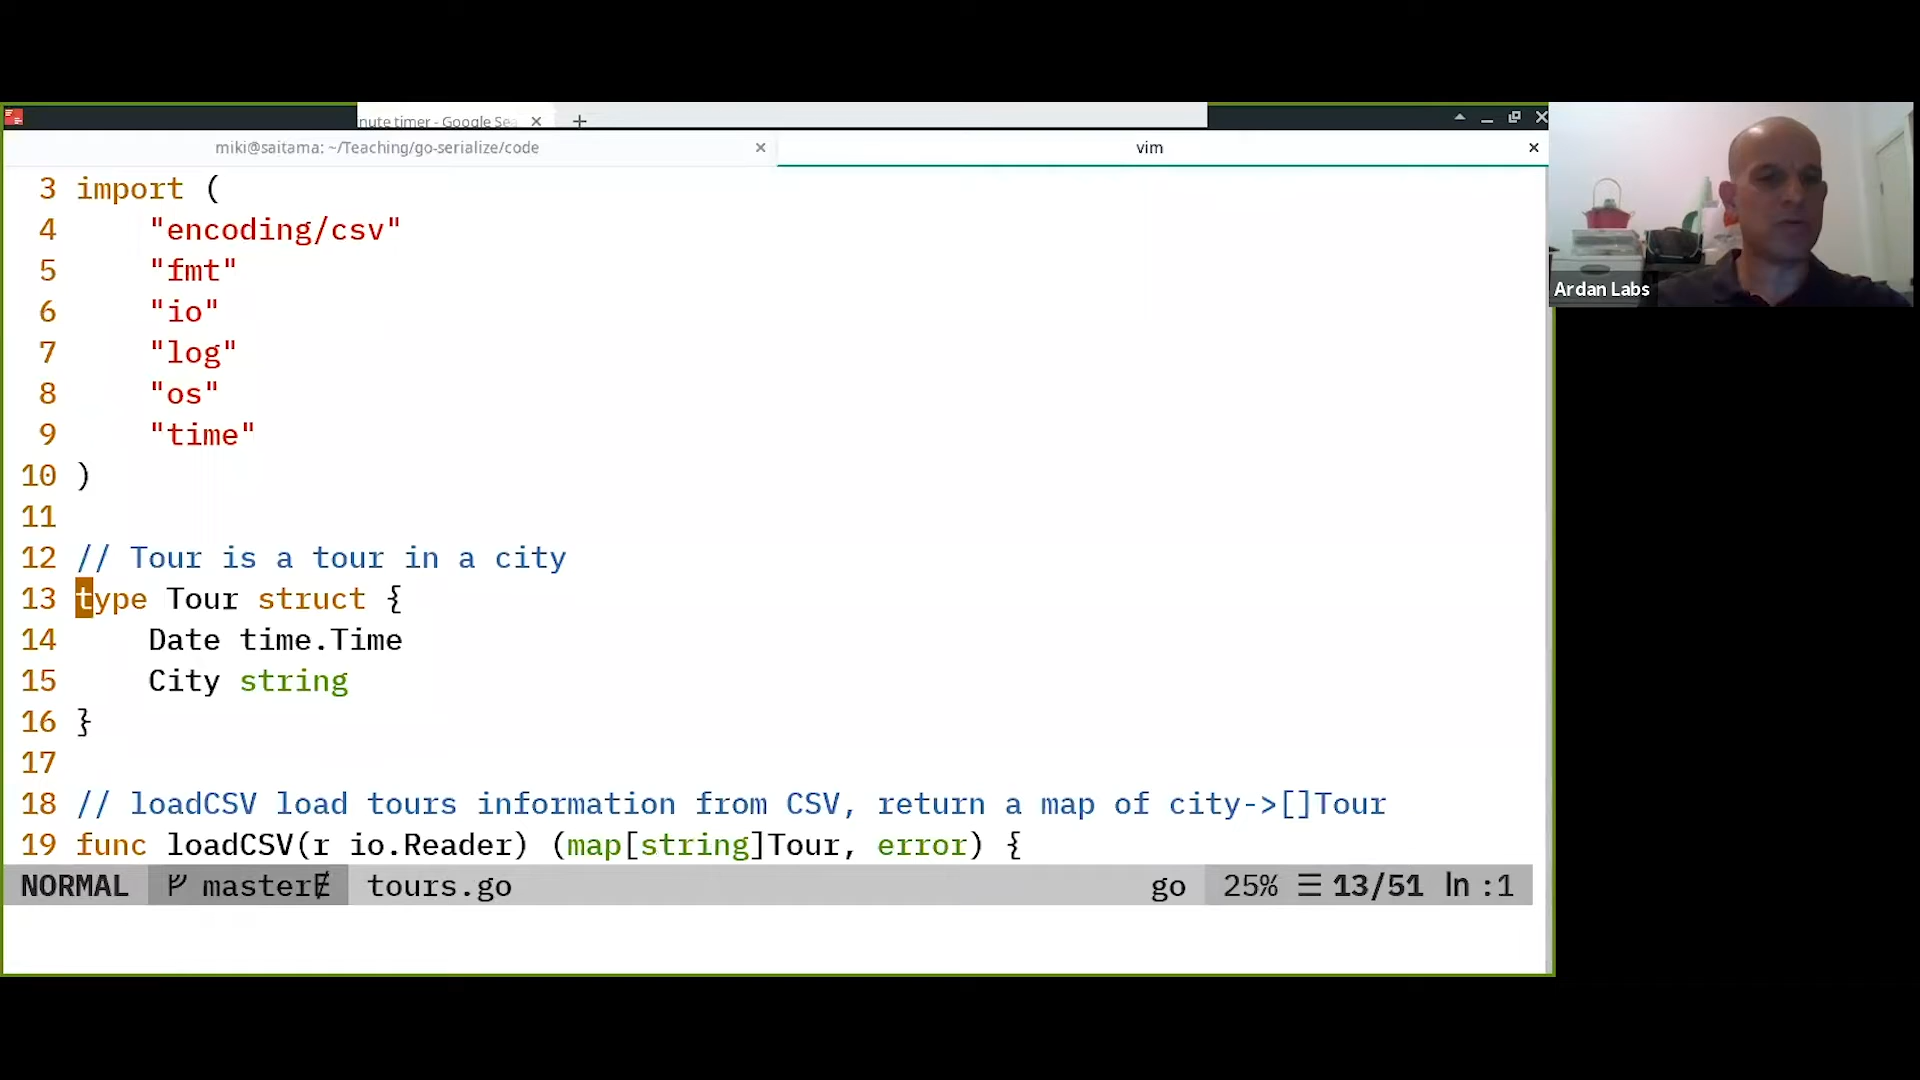 nute timer - Google Sea
miki@saitama: ~/Teaching/go-serialize/code
vim
3 import (
4 "encoding/csv"
5 "fmt"
6 "io"
7 "log"
8 "os"
9 "time"
10 )
11
12 // Tour is a tour in a city
13 type Tour struct {
14 Date time.Time
15 City string
16 }
17
18 // loadCSV load tours information from CSV, return a map of city->[]Tour
19 func loadCSV(r io.Reader) (map[string]Tour, error) {
NORMAL master tours.go go 25% ☰ 13/51 ln :1
Ardan Labs